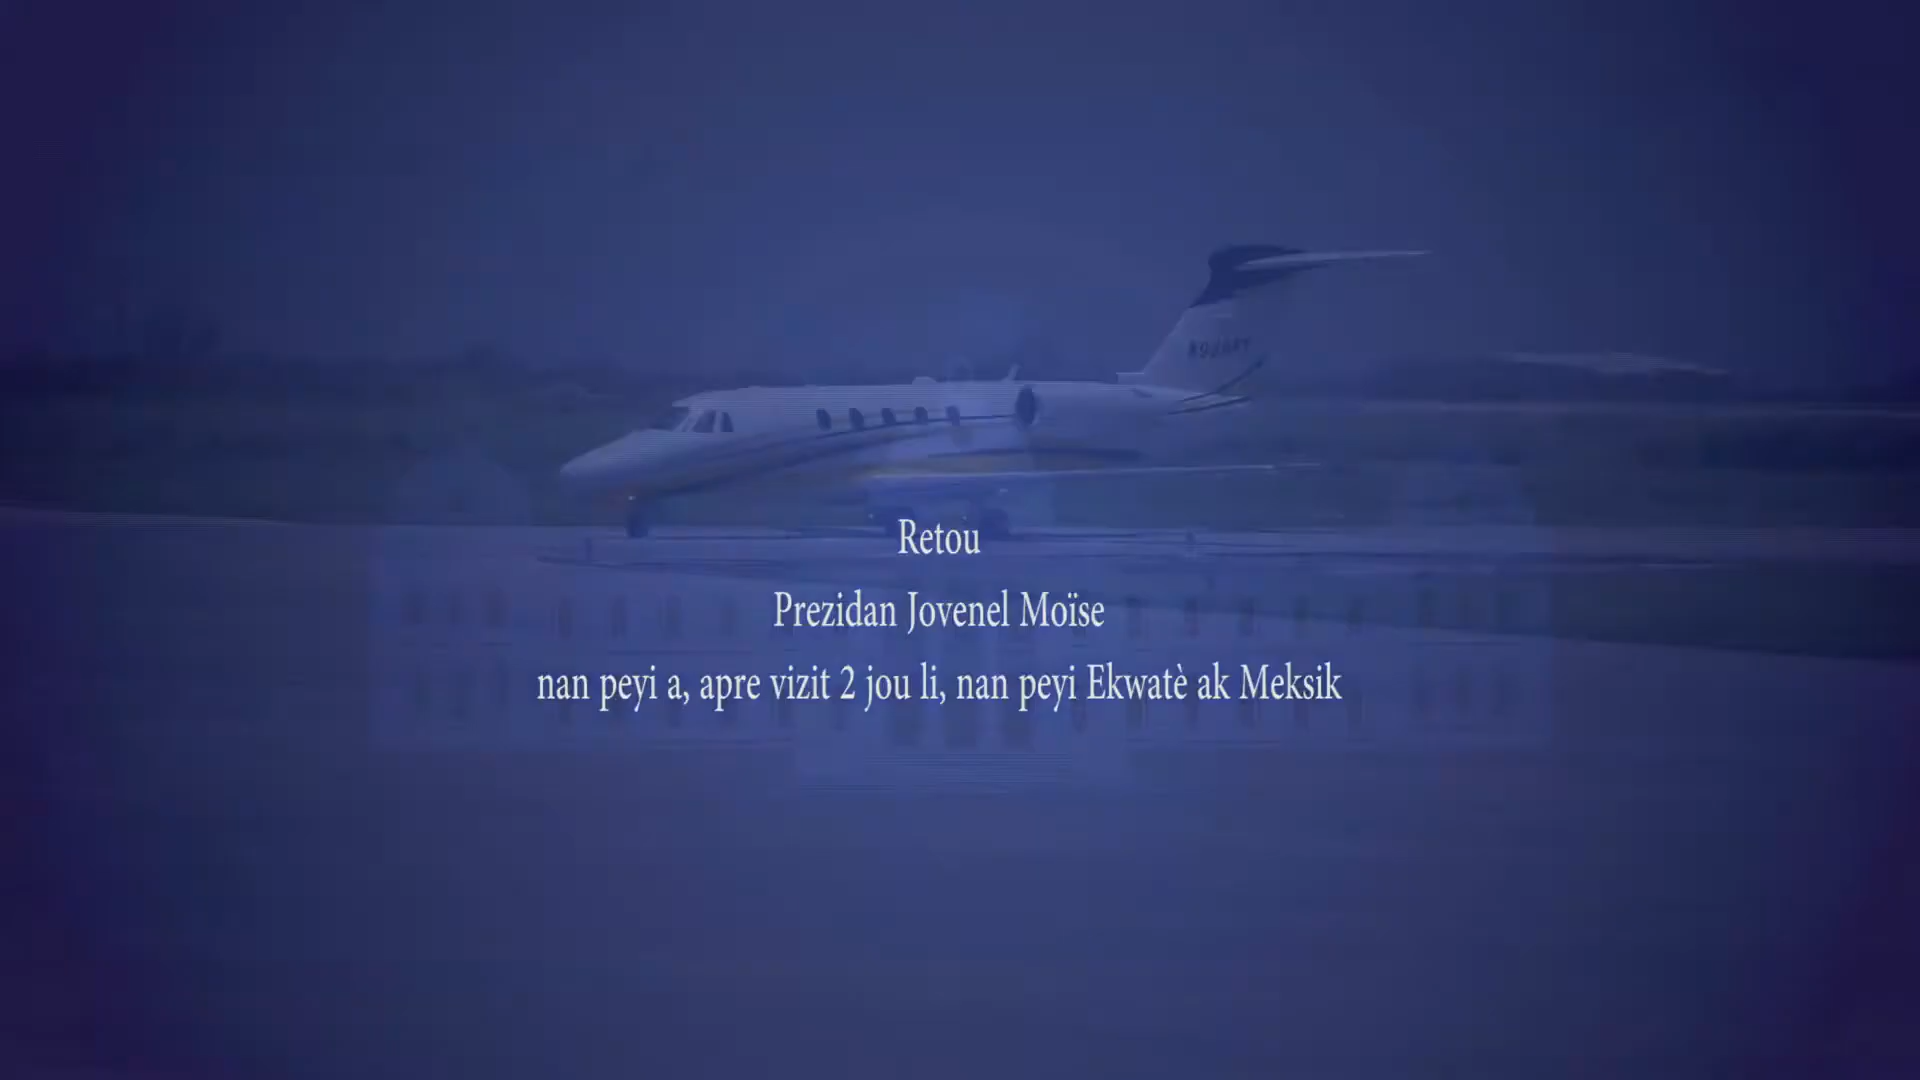 Retou
Prezidan Jovenel Moïse
nan peyi a, apre vizit 2 jou li, nan peyi Ekwatè ak Meksik